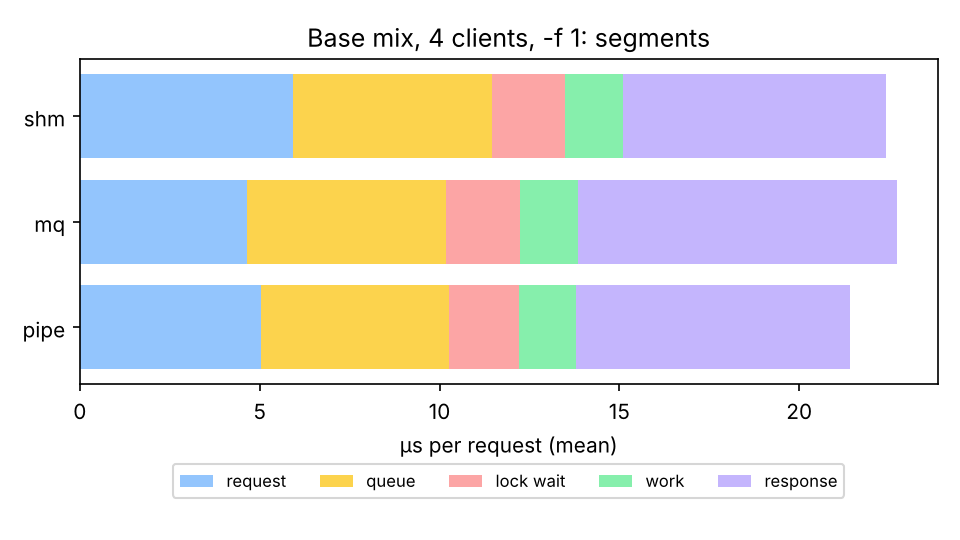 Base mix, 4 clients, -f 1: segments
shm
mq
pipe
0 5 10 15 20
µs per request (mean)
request queue lock wait work response